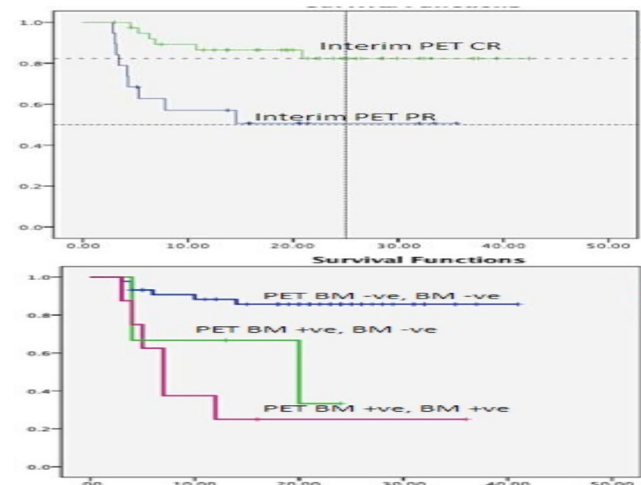 Survival Functions
1.0
Interim PET CR
0.8
0.6
Interim PET PR
0.4
0.2
0.0
0.00 10.00 20.00 30.00 40.00 50.00
Survival Functions
1.0
PET BM -ve, BM -ve
0.8
PET BM +ve, BM -ve
0.6
0.4
PET BM +ve, BM +ve
0.2
0.0
.00 10.00 20.00 30.00 40.00 50.00